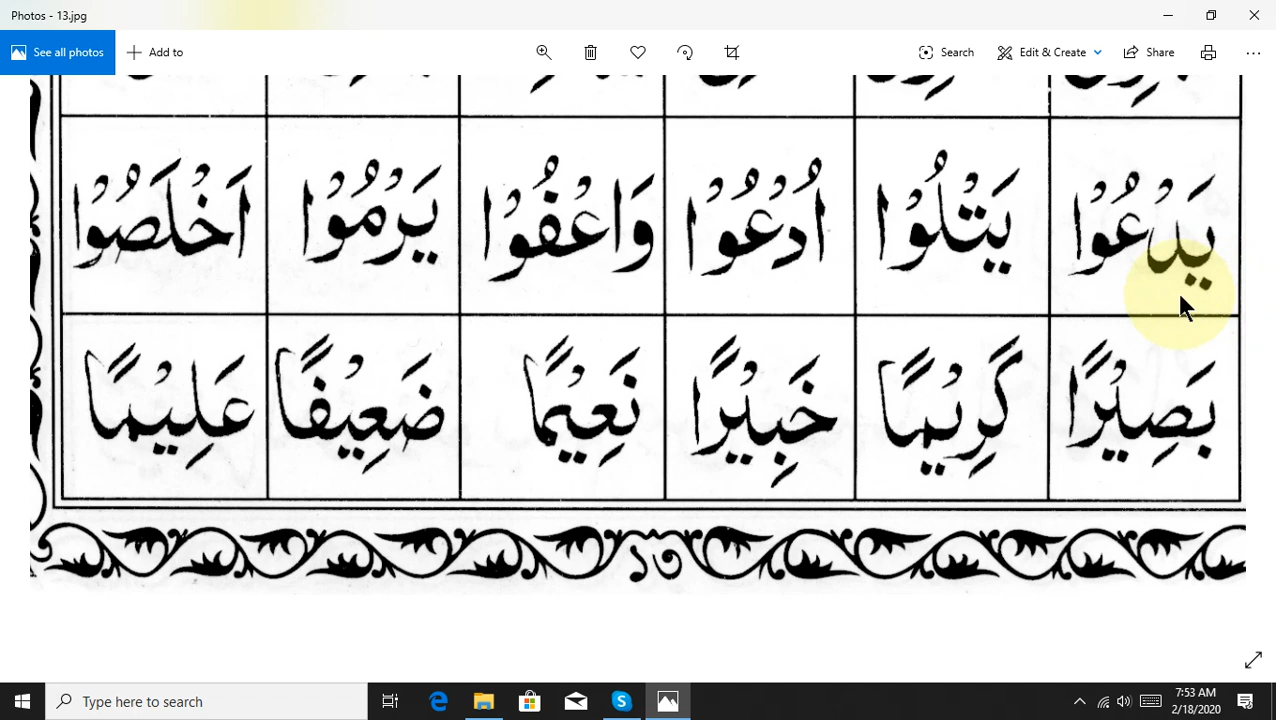 Photos - 13.jpg
See all photos
Add to
Search
Edit & Create
Share
يَدْعُوْا يَتْلُوْا اُدْعُوْا وَاعْفُوْا يَرْمُوْا اَخْلَصُوْا
بَصِيْرًا كَرِيْمًا خَبِيْرًا نَعِيْمًا ضَعِيْفًا عَلِيْمًا
১৩
Type here to search
7:53 AM
2/18/2020